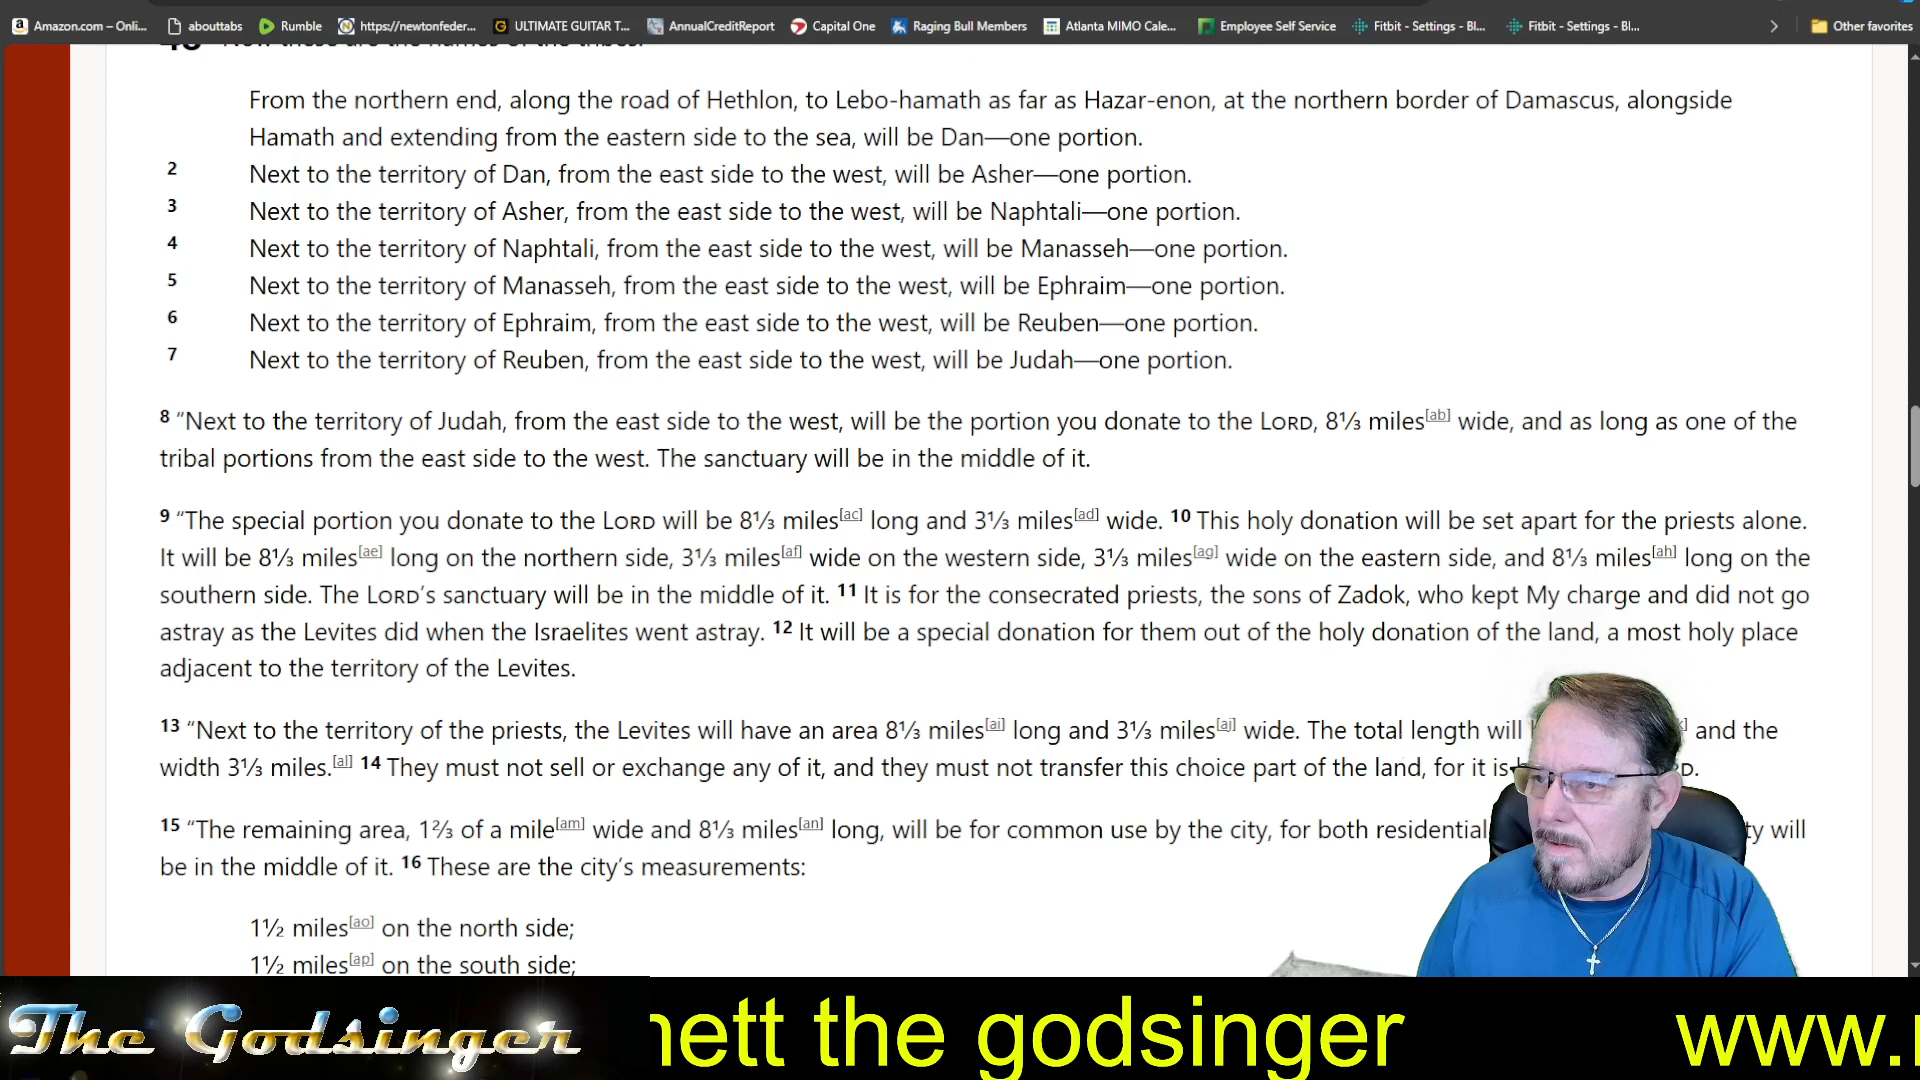 Amazon.com – Onli... abouttabs Rumble https://newtonfeder... ULTIMATE GUITAR T... AnnualCreditReport Capital One Raging Bull Members Atlanta MIMO Cale... Employee Self Service Fitbit - Settings - Bl... Fitbit - Settings - Bl... Other favorites
48 "Now these are the names of the tribes:
From the northern end, along the road of Hethlon, to Lebo-hamath as far as Hazar-enon, at the northern border of Damascus, alongside
Hamath and extending from the eastern side to the sea, will be Dan—one portion.
2 Next to the territory of Dan, from the east side to the west, will be Asher—one portion.
3 Next to the territory of Asher, from the east side to the west, will be Naphtali—one portion.
4 Next to the territory of Naphtali, from the east side to the west, will be Manasseh—one portion.
5 Next to the territory of Manasseh, from the east side to the west, will be Ephraim—one portion.
6 Next to the territory of Ephraim, from the east side to the west, will be Reuben—one portion.
7 Next to the territory of Reuben, from the east side to the west, will be Judah—one portion.
8 “Next to the territory of Judah, from the east side to the west, will be the portion you donate to the LORD, 8⅓ miles[ab] wide, and as long as one of the
tribal portions from the east side to the west. The sanctuary will be in the middle of it.
9 “The special portion you donate to the LORD will be 8⅓ miles[ac] long and 3⅓ miles[ad] wide. 10 This holy donation will be set apart for the priests alone.
It will be 8⅓ miles[ae] long on the northern side, 3⅓ miles[af] wide on the western side, 3⅓ miles[ag] wide on the eastern side, and 8⅓ miles[ah] long on the
southern side. The LORD’s sanctuary will be in the middle of it. 11 It is for the consecrated priests, the sons of Zadok, who kept My charge and did not go
astray as the Levites did when the Israelites went astray. 12 It will be a special donation for them out of the holy donation of the land, a most holy place
adjacent to the territory of the Levites.
13 “Next to the territory of the priests, the Levites will have an area 8⅓ miles[ai] long and 3⅓ miles[aj] wide. The total length will and the
width 3⅓ miles.[al] 14 They must not sell or exchange any of it, and they must not transfer this choice part of the land, for it is
15 “The remaining area, 1⅔ of a mile[am] wide and 8⅓ miles[an] long, will be for common use by the city, for both residential will
be in the middle of it. 16 These are the city’s measurements:
1½ miles[ao] on the north side;
1½ miles[ap] on the south side;
The Godsinger nett the godsinger www.